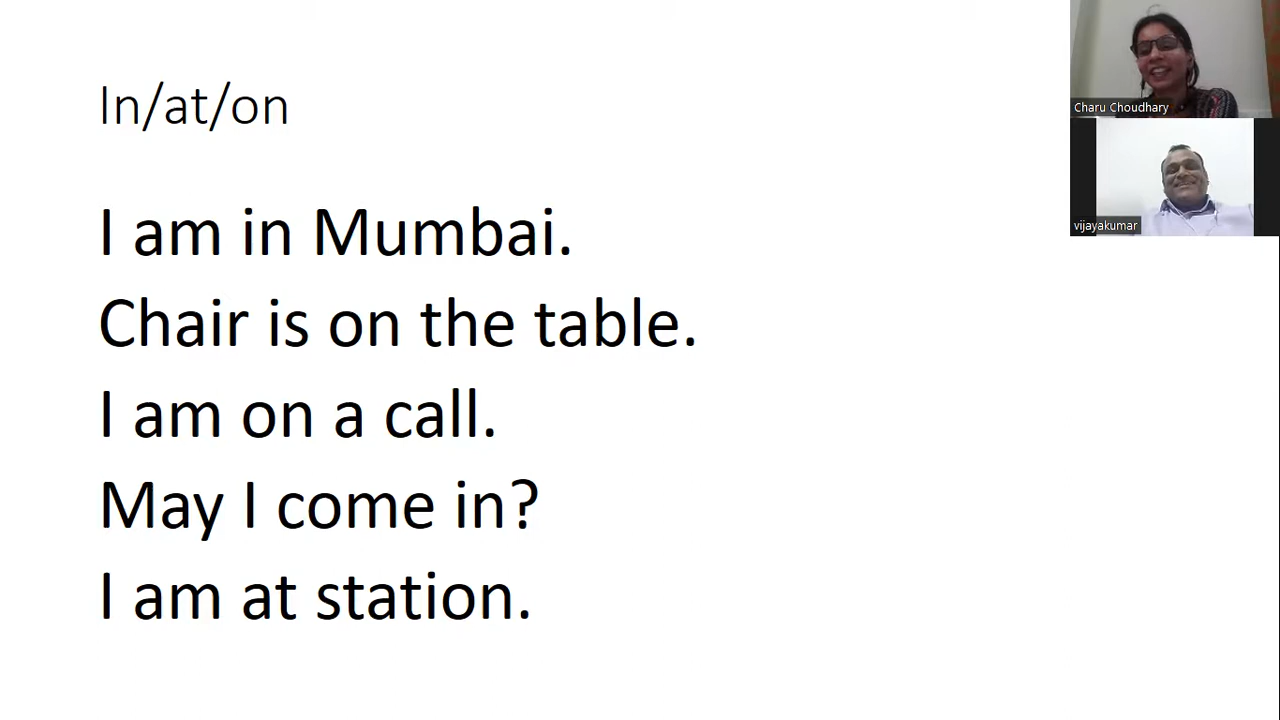 In/at/on
I am in Mumbai.
Chair is on the table.
I am on a call.
May I come in?
I am at station.
Charu Choudhary
vijayakumar